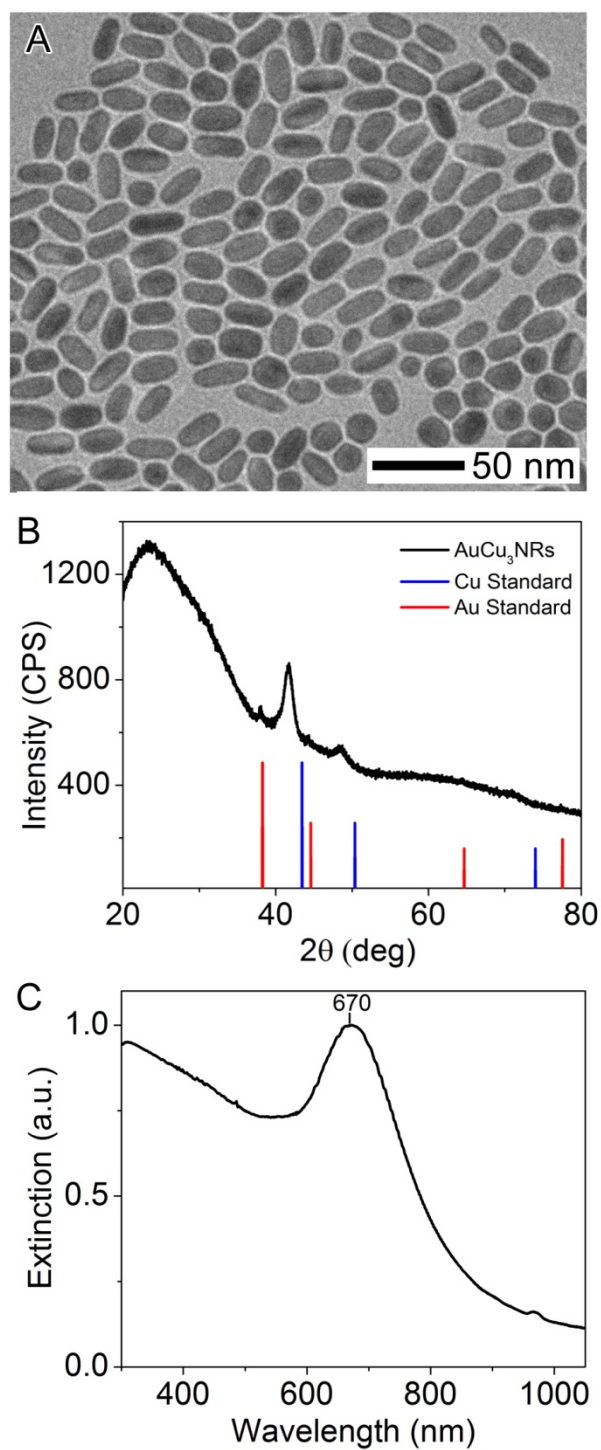 A
50 nm
B
1200
800
400
Intensity (CPS)
AuCu₃NRs
Cu Standard
Au Standard
20
40
60
80
2θ (deg)
C
670
1.0
0.5
0.0
Extinction (a.u.)
400
600
800
1000
Wavelength (nm)